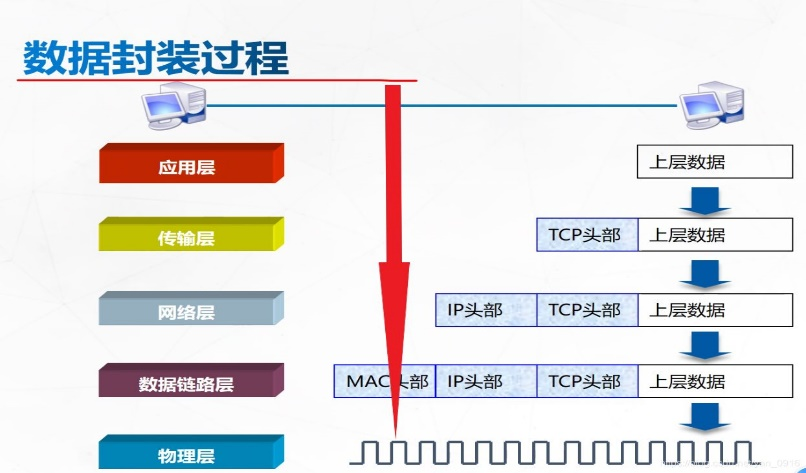 数据封装过程
应用层
上层数据
传输层
TCP头部 上层数据
网络层
IP头部 TCP头部 上层数据
数据链路层
MAC头部 IP头部 TCP头部 上层数据
物理层